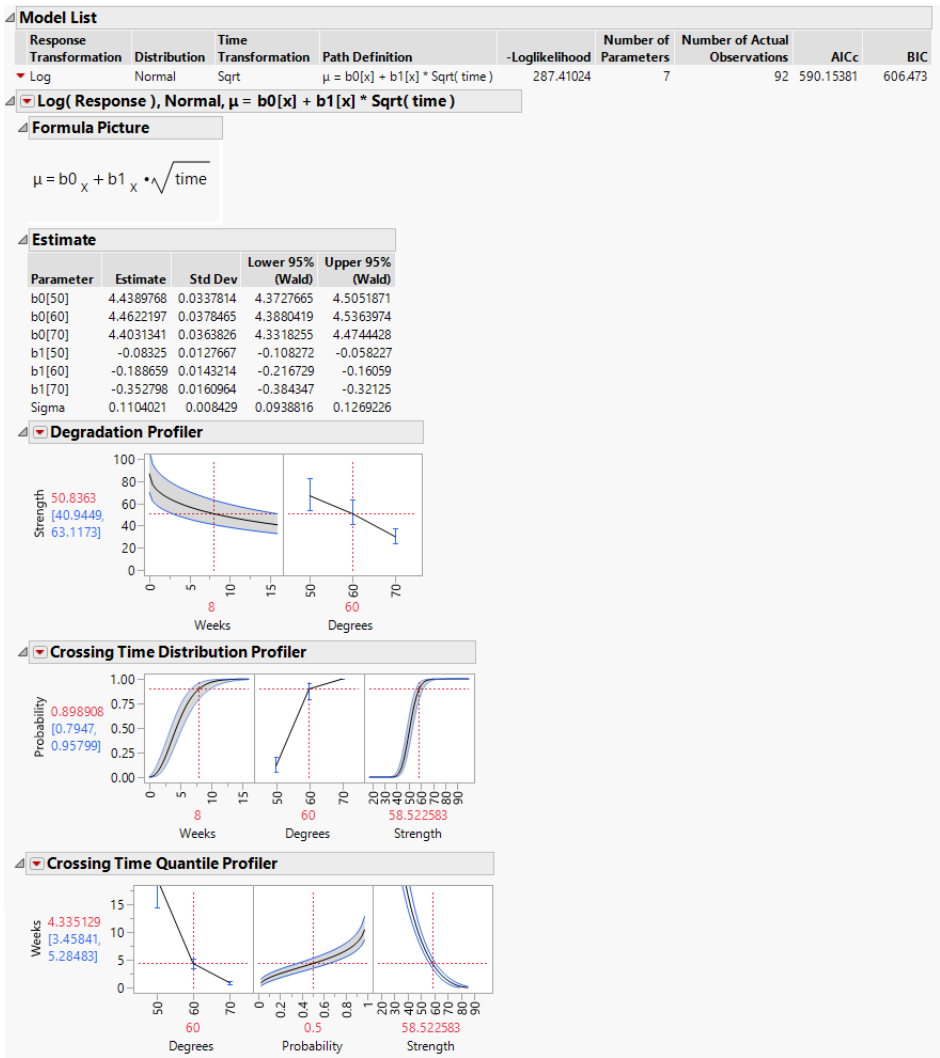 Model List
Response Transformation Distribution Time Transformation Path Definition -Loglikelihood Number of Parameters Number of Actual Observations AICc BIC
Log Normal Sqrt μ = b0[x] + b1[x] * Sqrt( time ) 287.41024 7 92 590.15381 606.473
Log( Response ), Normal, μ = b0[x] + b1[x] * Sqrt( time )
Formula Picture
μ = b0 x + b1 x •√time
Estimate
Parameter Estimate Std Dev Lower 95% (Wald) Upper 95% (Wald)
b0[50] 4.4389768 0.0337814 4.3727665 4.5051871
b0[60] 4.4622197 0.0378465 4.3880419 4.5363974
b0[70] 4.4031341 0.0363826 4.3318255 4.4744428
b1[50] -0.08325 0.0127667 -0.108272 -0.058227
b1[60] -0.188659 0.0143214 -0.216729 -0.16059
b1[70] -0.352798 0.0160964 -0.384347 -0.32125
Sigma 0.1104021 0.008429 0.0938816 0.1269226
Degradation Profiler
Strength
50.8363
[40.9449,
63.1173]
100
80
60
40
20
0
0 5 10 15
8
Weeks
50 60 70
60
Degrees
Crossing Time Distribution Profiler
Probability
0.898908
[0.7947,
0.95799]
1.00
0.75
0.50
0.25
0.00
0 5 10 15
8
Weeks
50 60 70
60
Degrees
20 30 40 50 60 70 80 90
58.522583
Strength
Crossing Time Quantile Profiler
Weeks
4.335129
[3.45841,
5.28483]
15
10
5
0
50 60 70
60
Degrees
0 0.2 0.4 0.6 0.8 1
0.5
Probability
20 30 40 50 60 70 80 90
58.522583
Strength